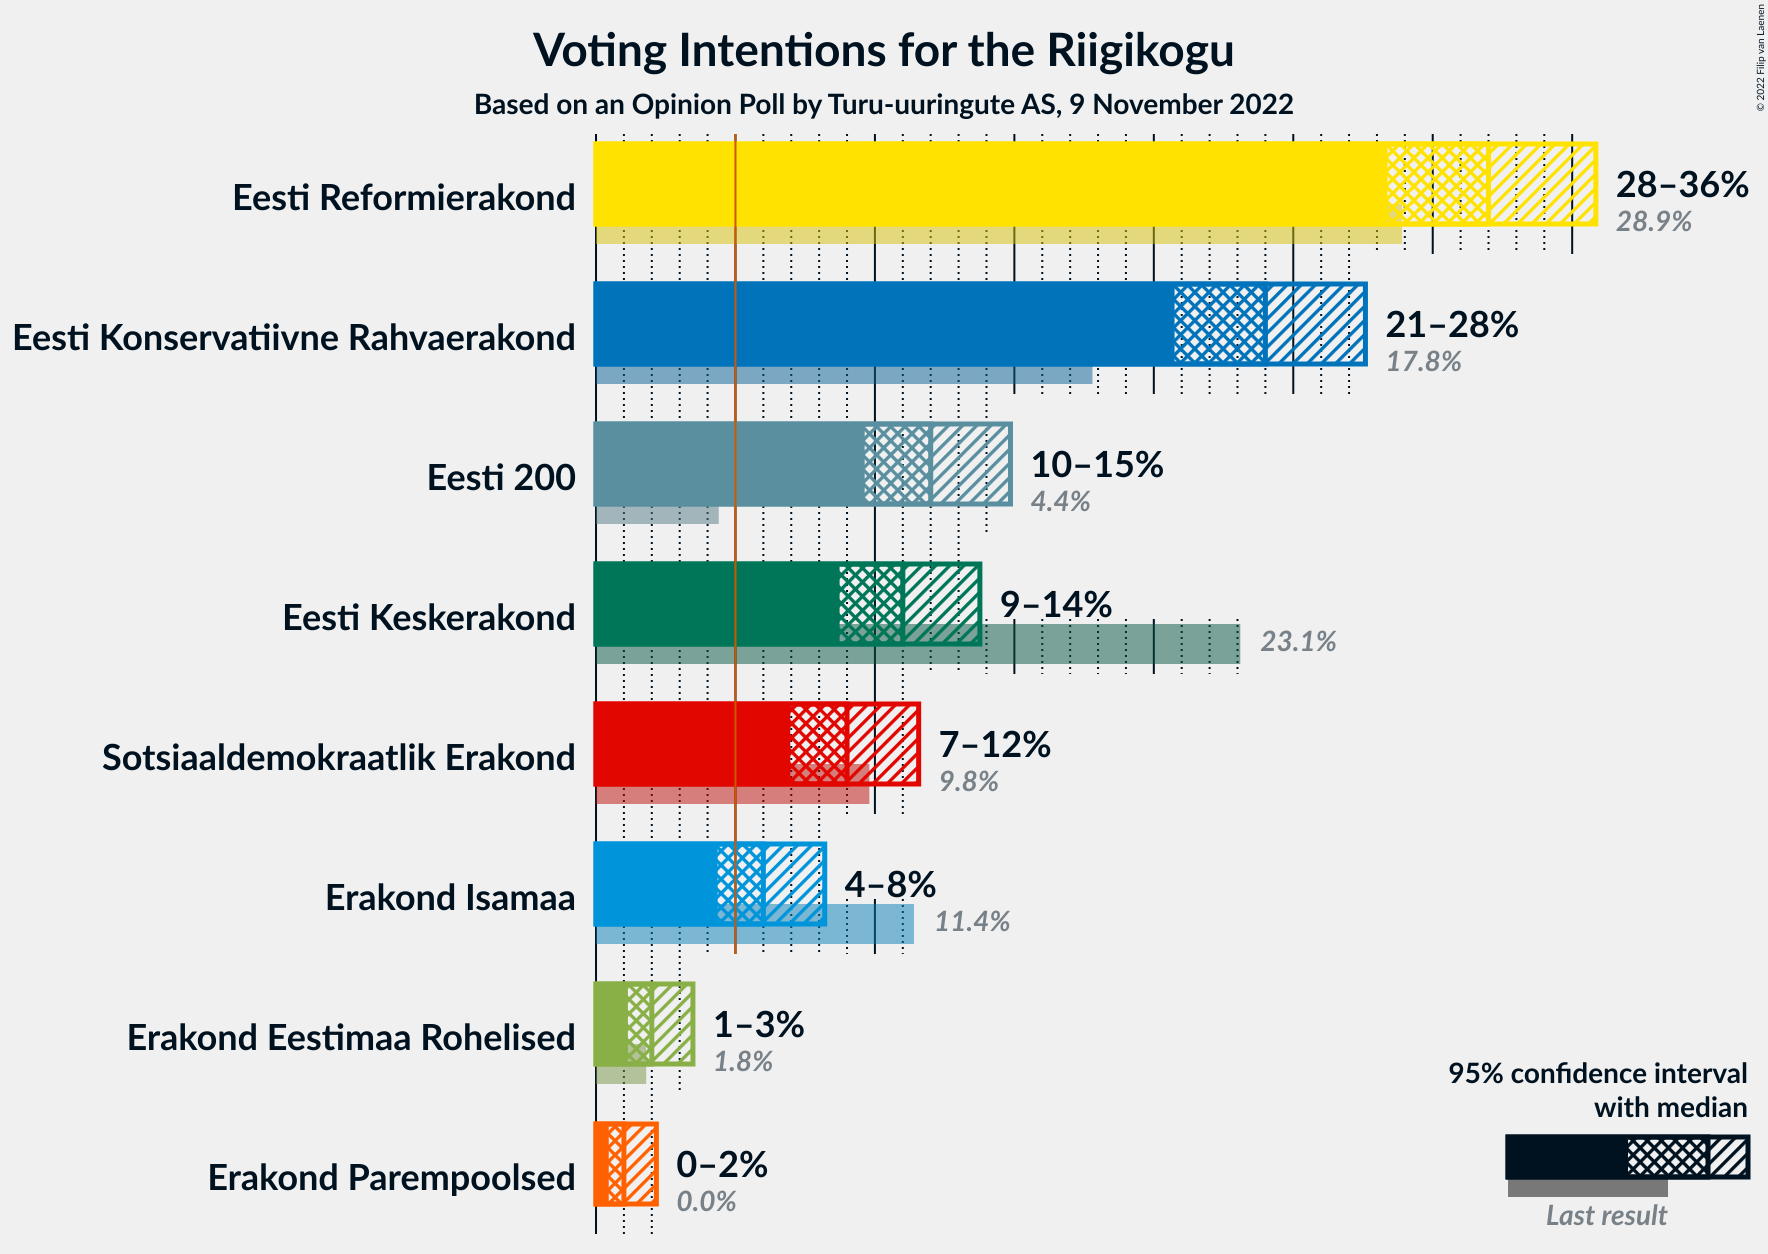 Voting Intentions for the Riigikogu
Based on an Opinion Poll by Turu-uuringute AS, 9 November 2022
© 2022 Filip van Laenen
Eesti Reformierakond
28–36%
28.9%
Eesti Konservatiivne Rahvaerakond
21–28%
17.8%
Eesti 200
10–15%
4.4%
Eesti Keskerakond
9–14%
23.1%
Sotsiaaldemokraatlik Erakond
7–12%
9.8%
Erakond Isamaa
4–8%
11.4%
Erakond Eestimaa Rohelised
1–3%
1.8%
Erakond Parempoolsed
0–2%
0.0%
95% confidence interval
with median
Last result